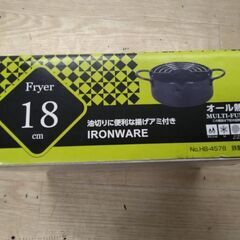 Fryer
18
cm
油切りに便利な揚げアミ付き
IRONWARE
オール熱
MULTI-FU
No.HB-4576
鉄